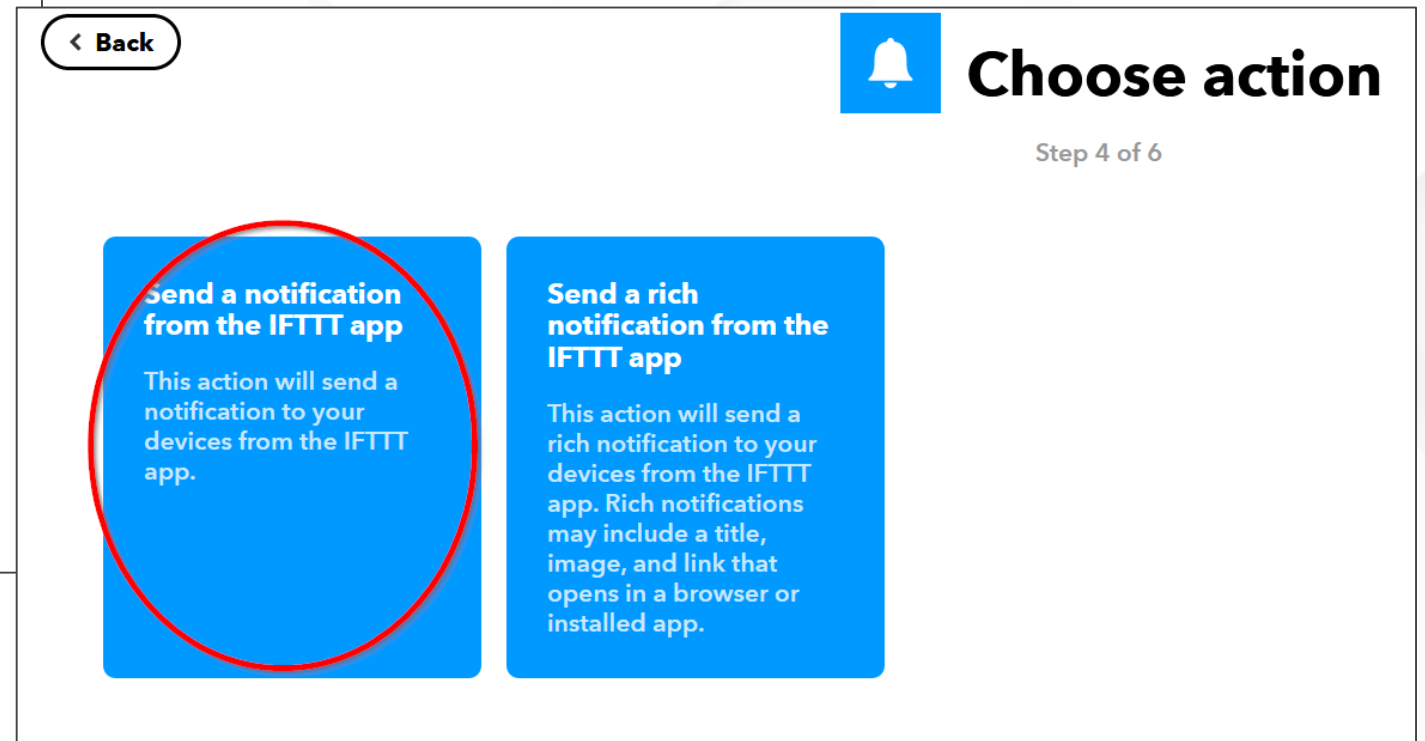 Back
Choose action
Step 4 of 6
Send a notification
from the IFTTT app
This action will send a
notification to your
devices from the IFTTT
app.
Send a rich
notification from the
IFTTT app
This action will send a
rich notification to your
devices from the IFTTT
app. Rich notifications
may include a title,
image, and link that
opens in a browser or
installed app.